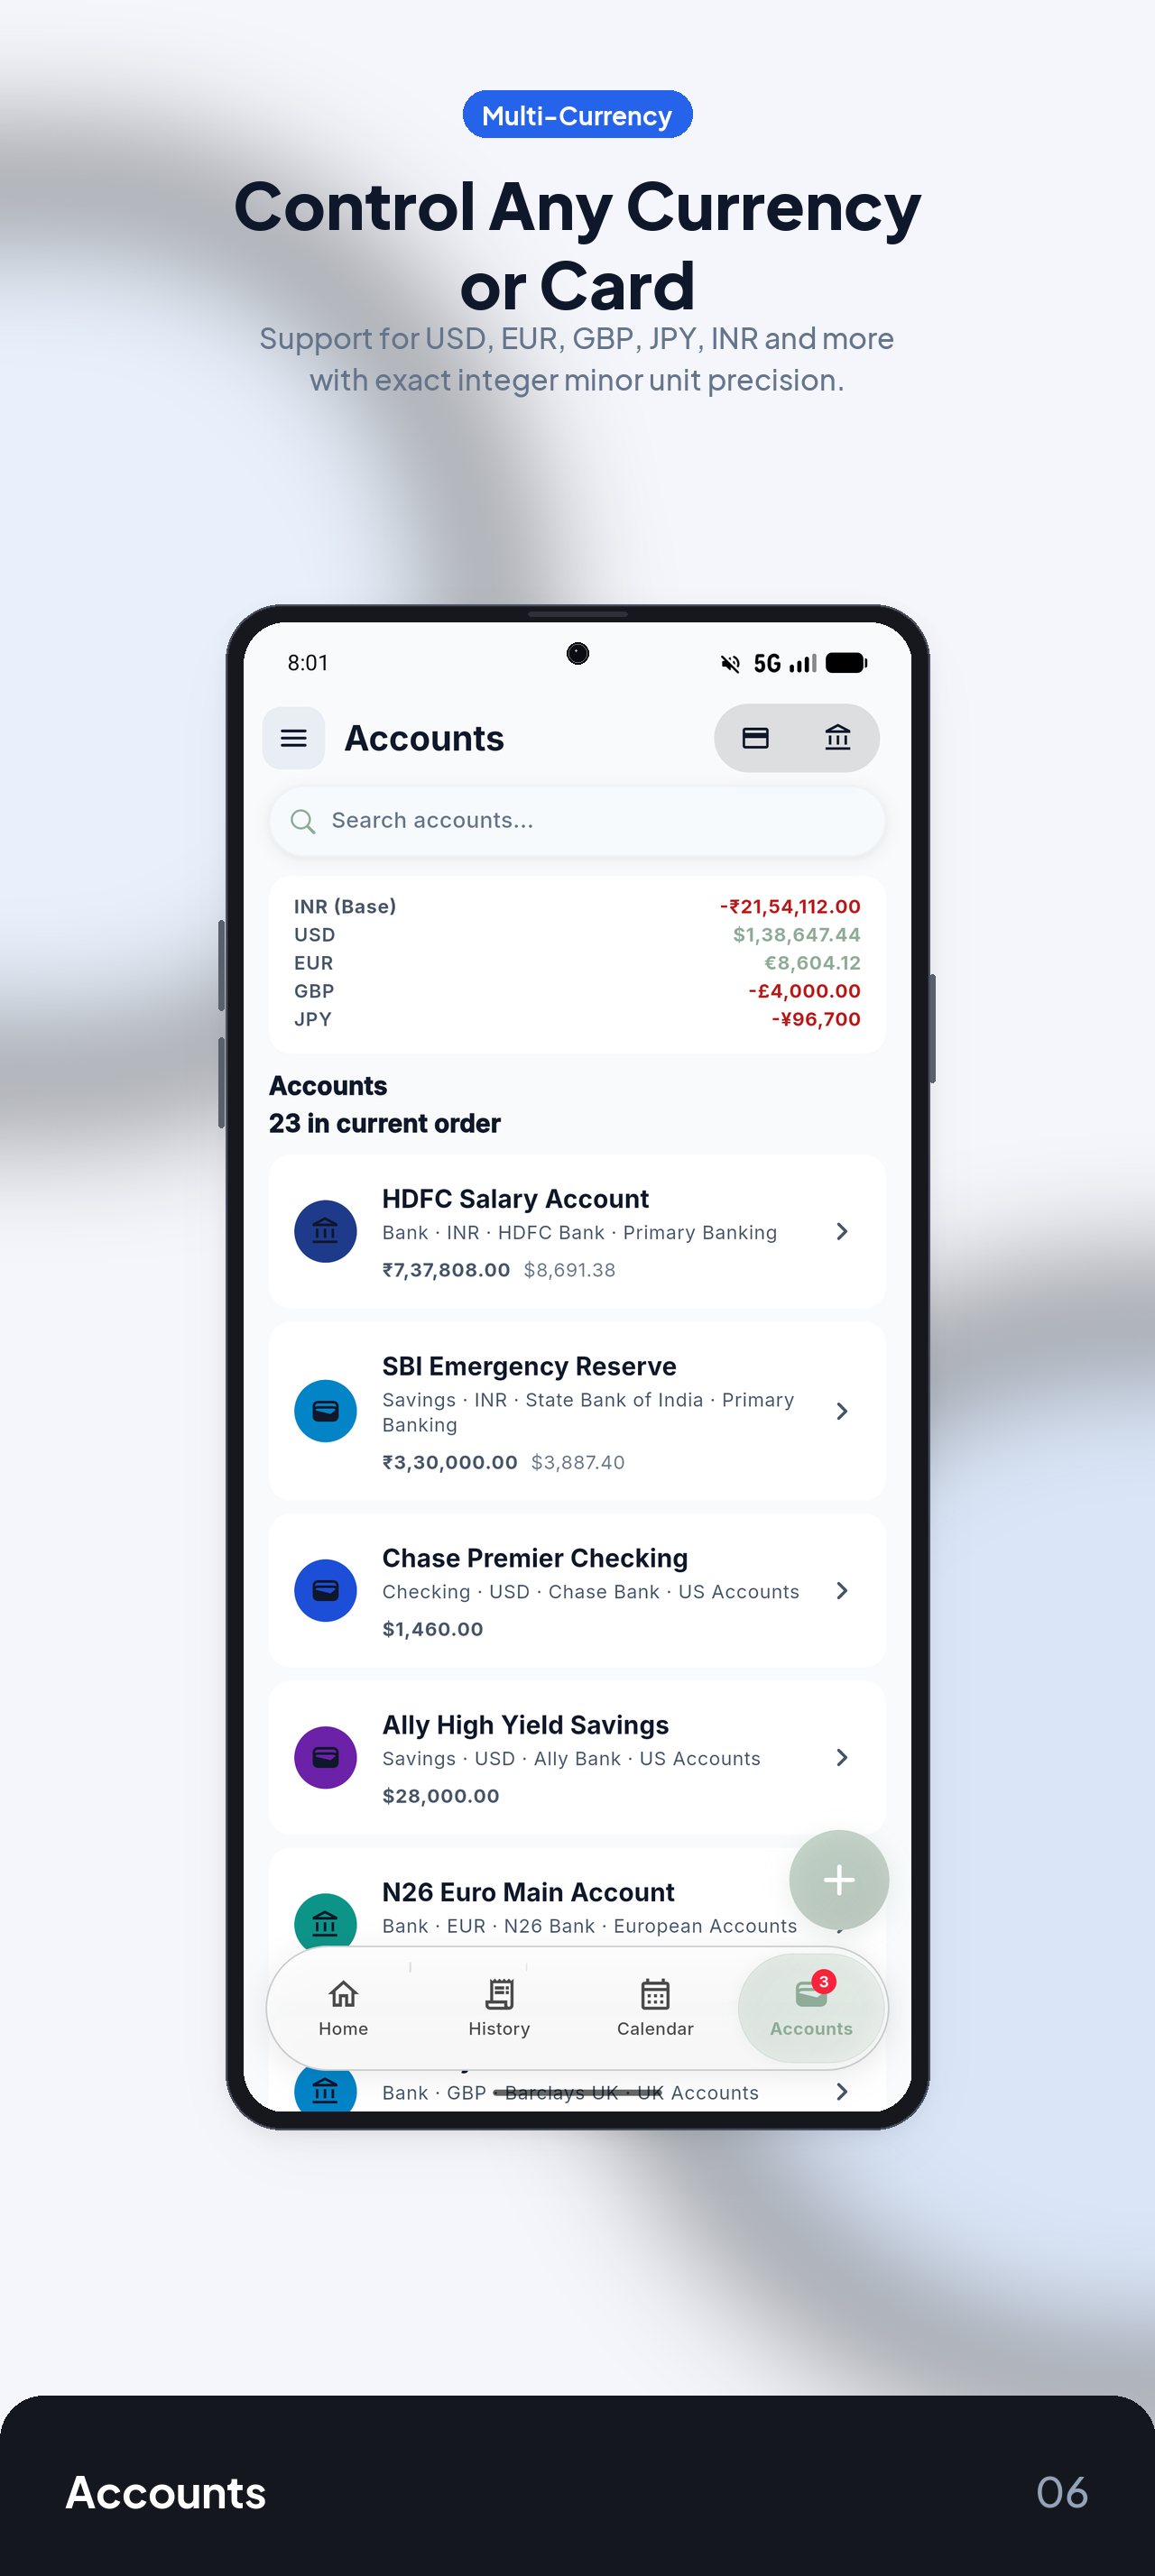 Multi-Currency
Control Any Currency
or Card
Support for USD, EUR, GBP, JPY, INR and more
with exact integer minor unit precision.
8:01
5G
Accounts
Search accounts...
INR (Base) -₹21,54,112.00
USD $1,38,647.44
EUR €8,604.12
GBP -£4,000.00
JPY -¥96,700
Accounts
23 in current order
HDFC Salary Account
Bank · INR · HDFC Bank · Primary Banking
₹7,37,808.00 $8,691.38
SBI Emergency Reserve
Savings · INR · State Bank of India · Primary
Banking
₹3,30,000.00 $3,887.40
Chase Premier Checking
Checking · USD · Chase Bank · US Accounts
$1,460.00
Ally High Yield Savings
Savings · USD · Ally Bank · US Accounts
$28,000.00
N26 Euro Main Account
Bank · EUR · N26 Bank · European Accounts
3
Home History Calendar Accounts
Bank · GBP · Barclays UK · UK Accounts
Accounts 06